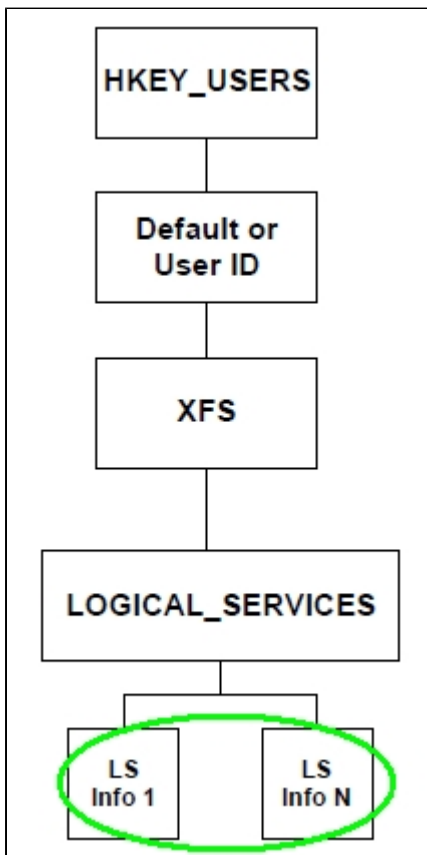 HKEY_USERS
Default or
User ID
XFS
LOGICAL_SERVICES
LS
Info 1
LS
Info N